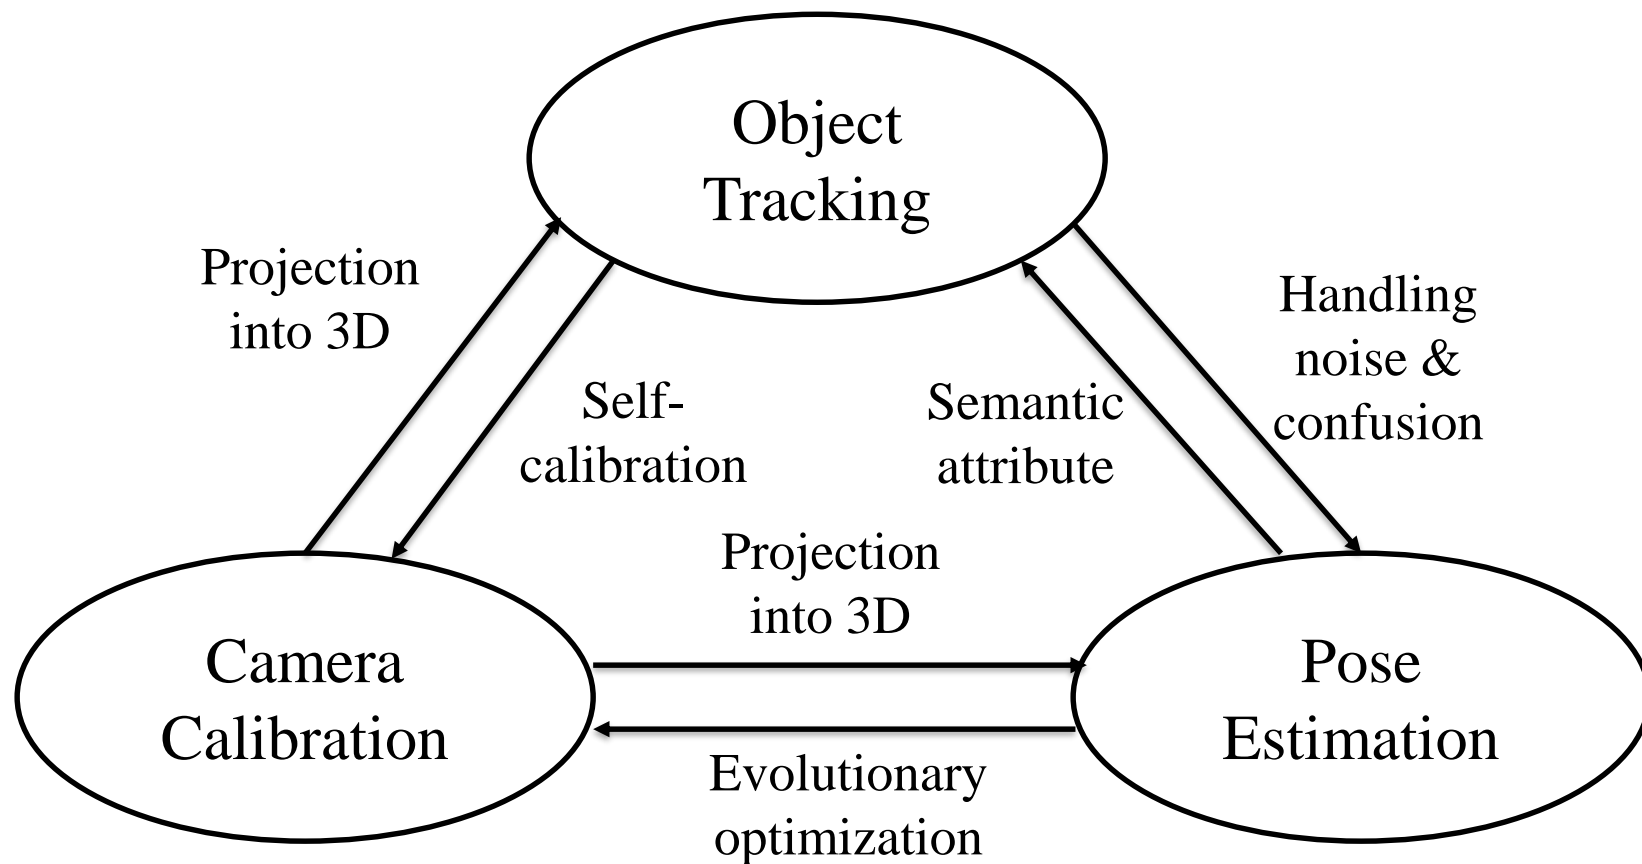 Object
Tracking
Projection
into 3D
Handling
noise &
confusion
Self-
calibration
Semantic
attribute
Projection
into 3D
Camera
Calibration
Pose
Estimation
Evolutionary
optimization